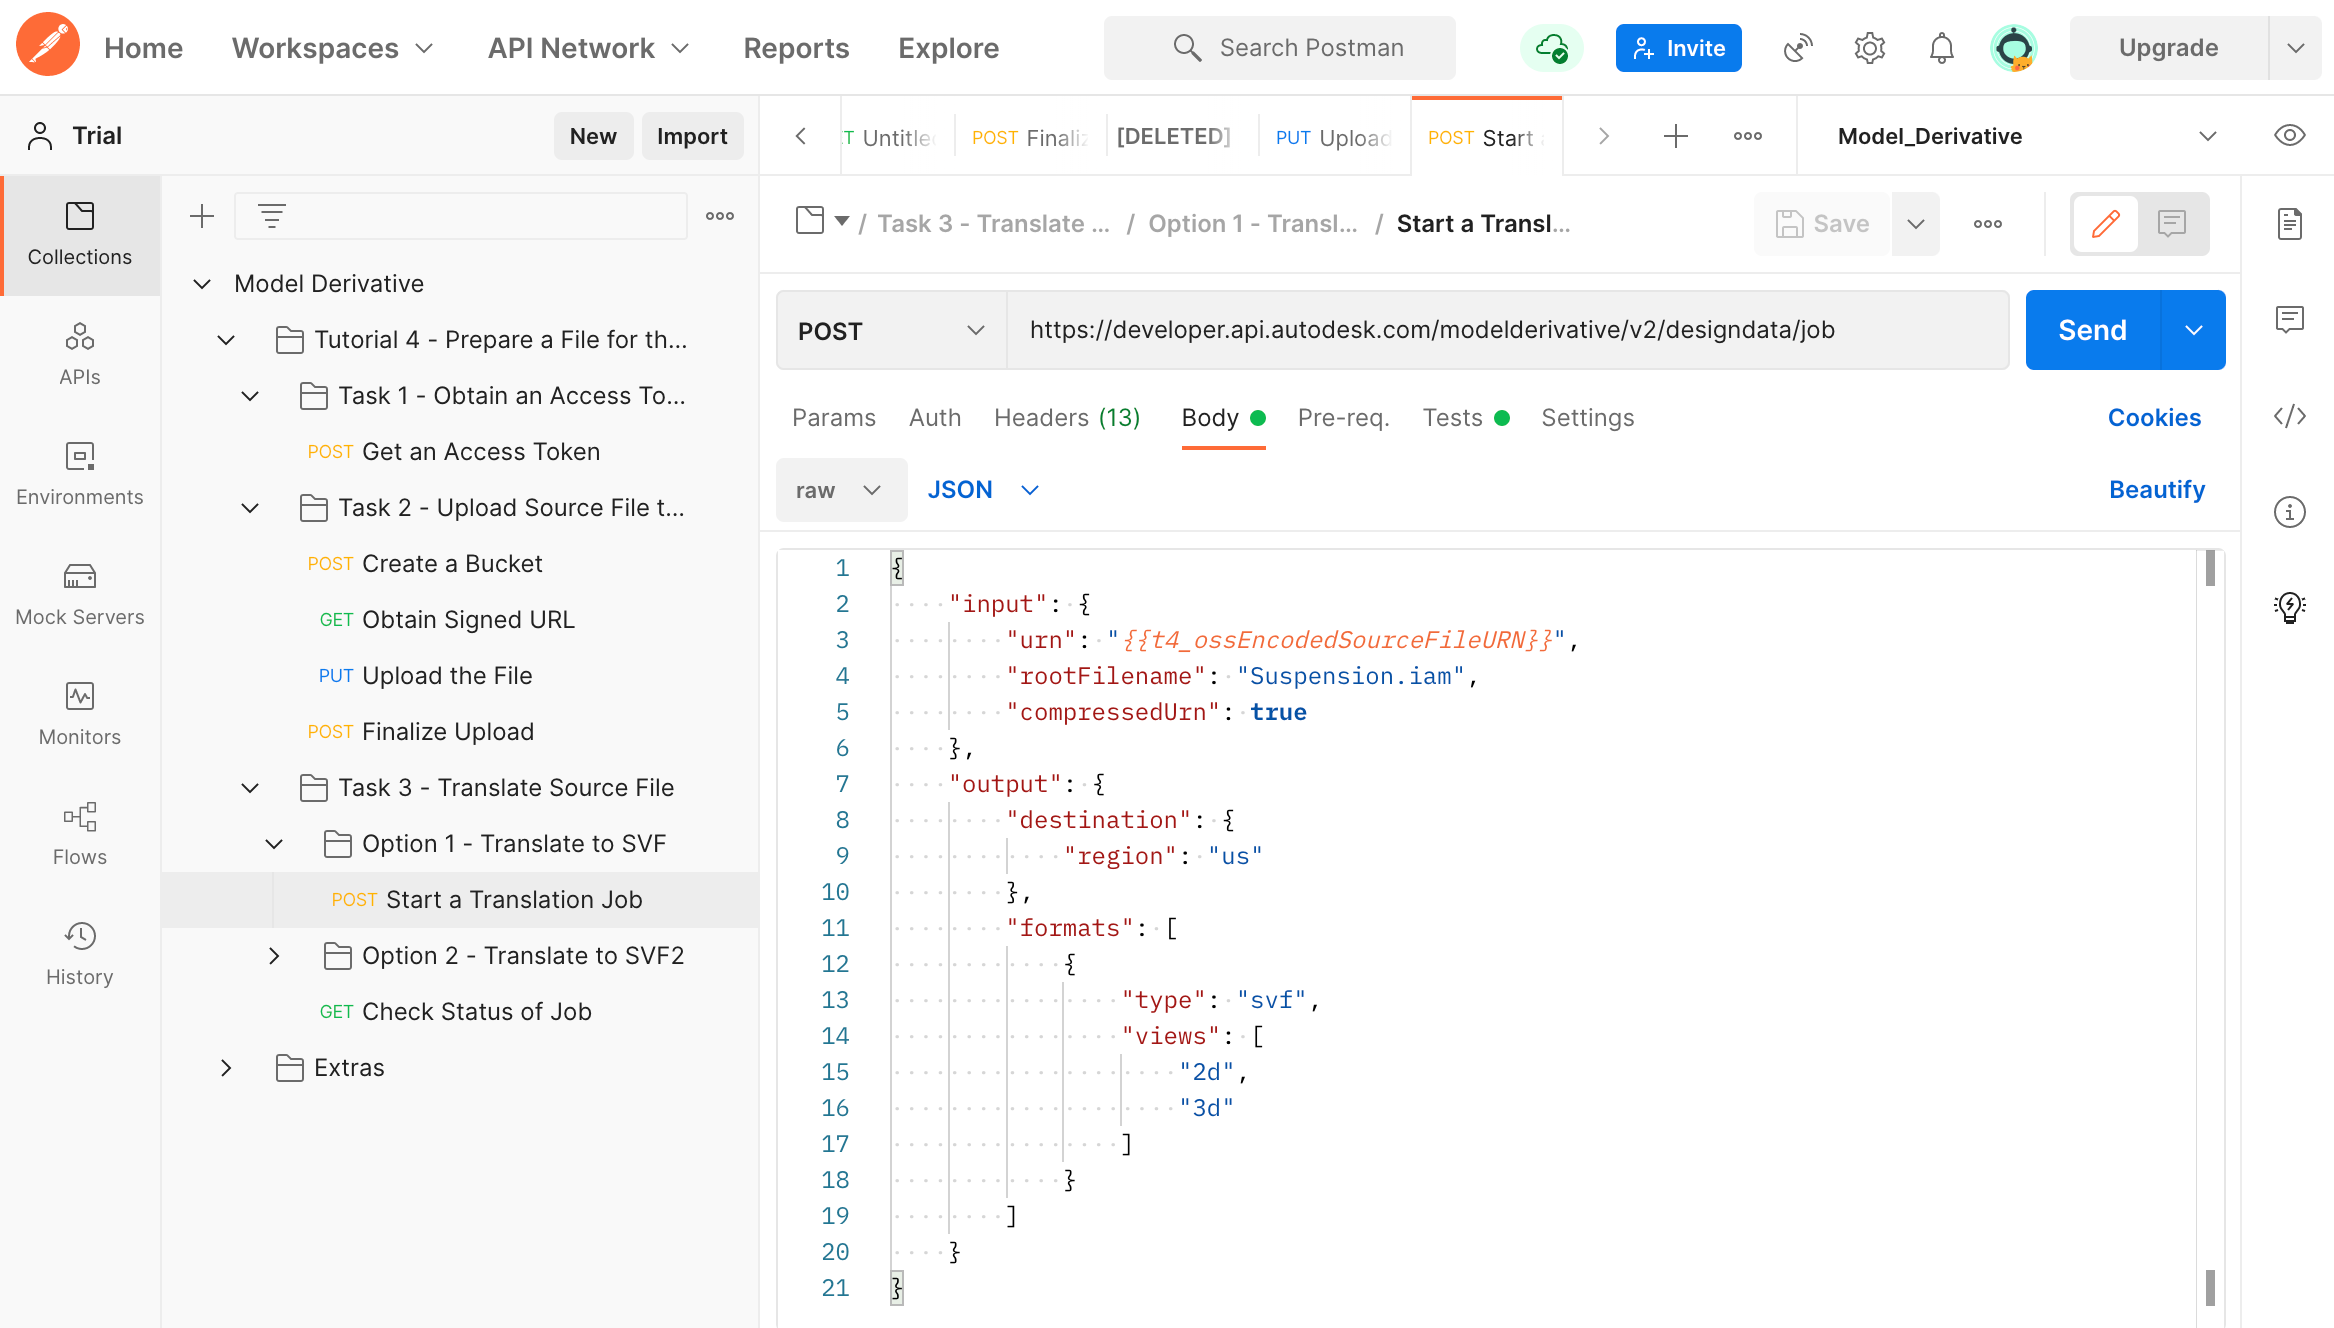 Home Workspaces API Network Reports Explore Search Postman Invite Upgrade
Trial New Import
T Untitle POST Finali [DELETED] PUT Upload POST Start Model_Derivative
/ Task 3 - Translate ... / Option 1 - Transl... / Start a Transl... Save
Collections
APIs
Environments
Mock Servers
Monitors
Flows
History
Model Derivative
Tutorial 4 - Prepare a File for th...
Task 1 - Obtain an Access To...
POST Get an Access Token
Task 2 - Upload Source File t...
POST Create a Bucket
GET Obtain Signed URL
PUT Upload the File
POST Finalize Upload
Task 3 - Translate Source File
Option 1 - Translate to SVF
POST Start a Translation Job
Option 2 - Translate to SVF2
GET Check Status of Job
Extras
POST https://developer.api.autodesk.com/modelderivative/v2/designdata/job Send
Params Auth Headers (13) Body Pre-req. Tests Settings Cookies
raw JSON Beautify
1 {
2 "input": {
3 "urn": "{{t4_ossEncodedSourceFileURN}}",
4 "rootFilename": "Suspension.iam",
5 "compressedUrn": true
6 },
7 "output": {
8 "destination": {
9 "region": "us"
10 },
11 "formats": [
12 {
13 "type": "svf",
14 "views": [
15 "2d",
16 "3d"
17 ]
18 }
19 ]
20 }
21 }